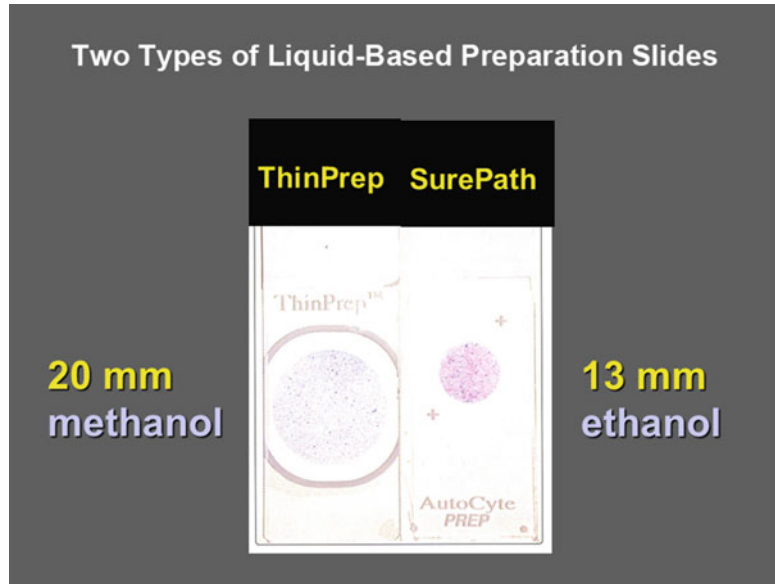 Two Types of Liquid-Based Preparation Slides
ThinPrep SurePath
ThinPrep™
20 mm
methanol
13 mm
ethanol
AutoCyte
PREP